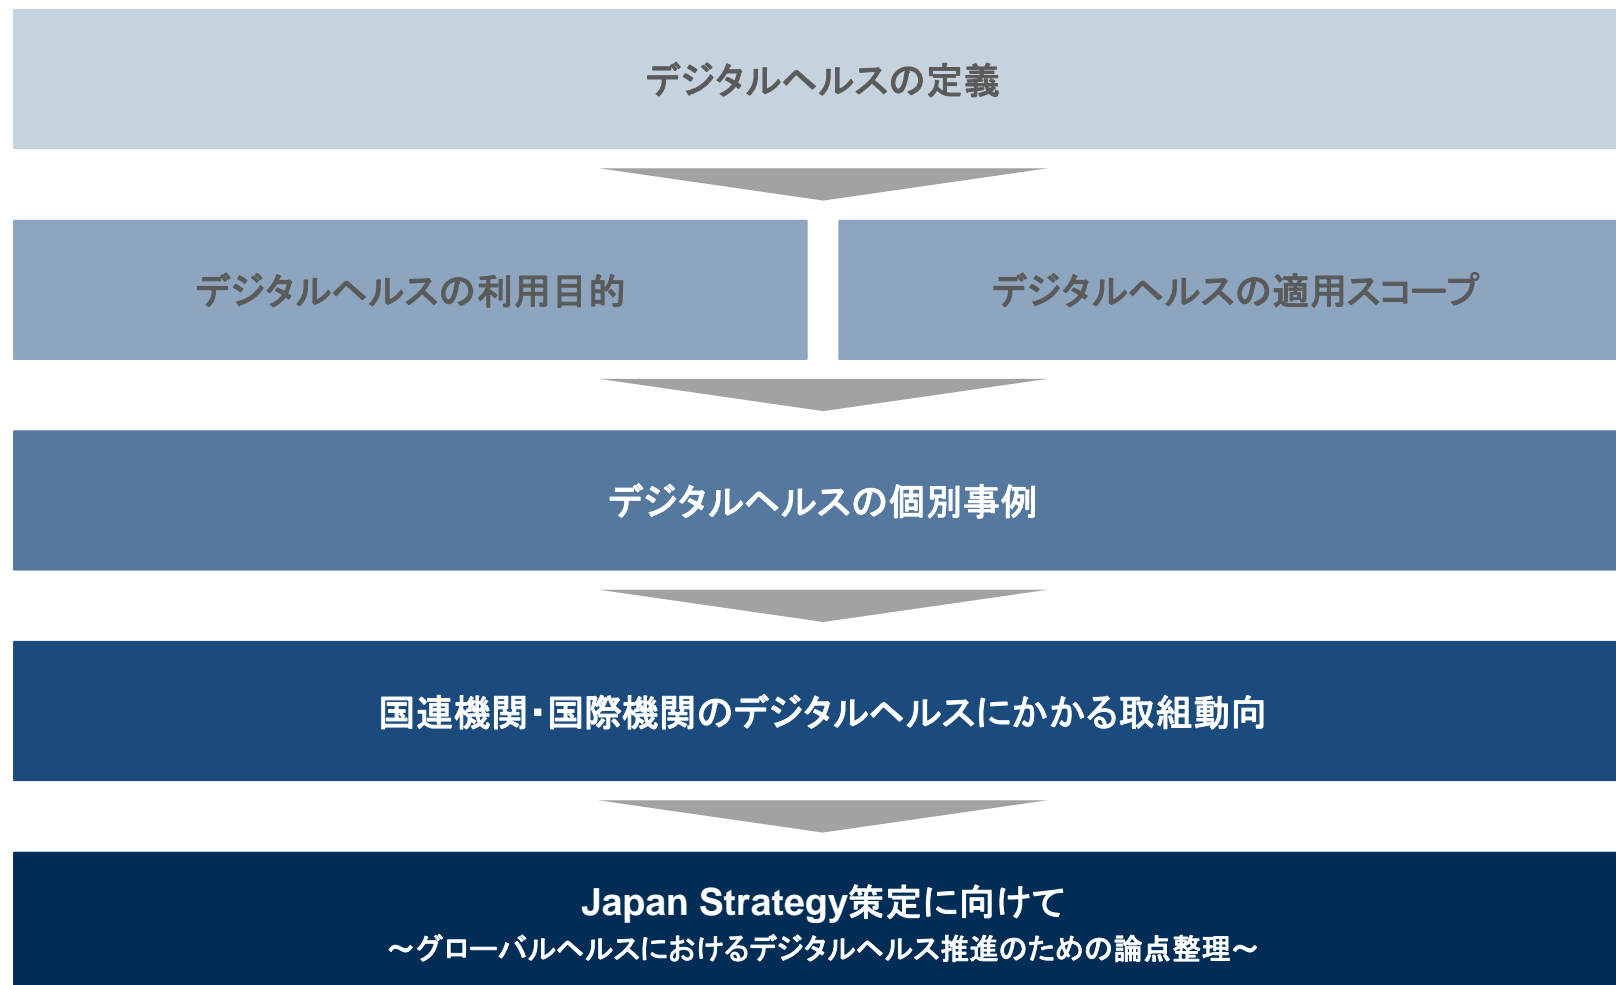 デジタルヘルスの定義
デジタルヘルスの利用目的
デジタルヘルスの適用スコープ
デジタルヘルスの個別事例
国連機関・国際機関のデジタルヘルスにかかる取組動向
Japan Strategy策定に向けて
～グローバルヘルスにおけるデジタルヘルス推進のための論点整理～